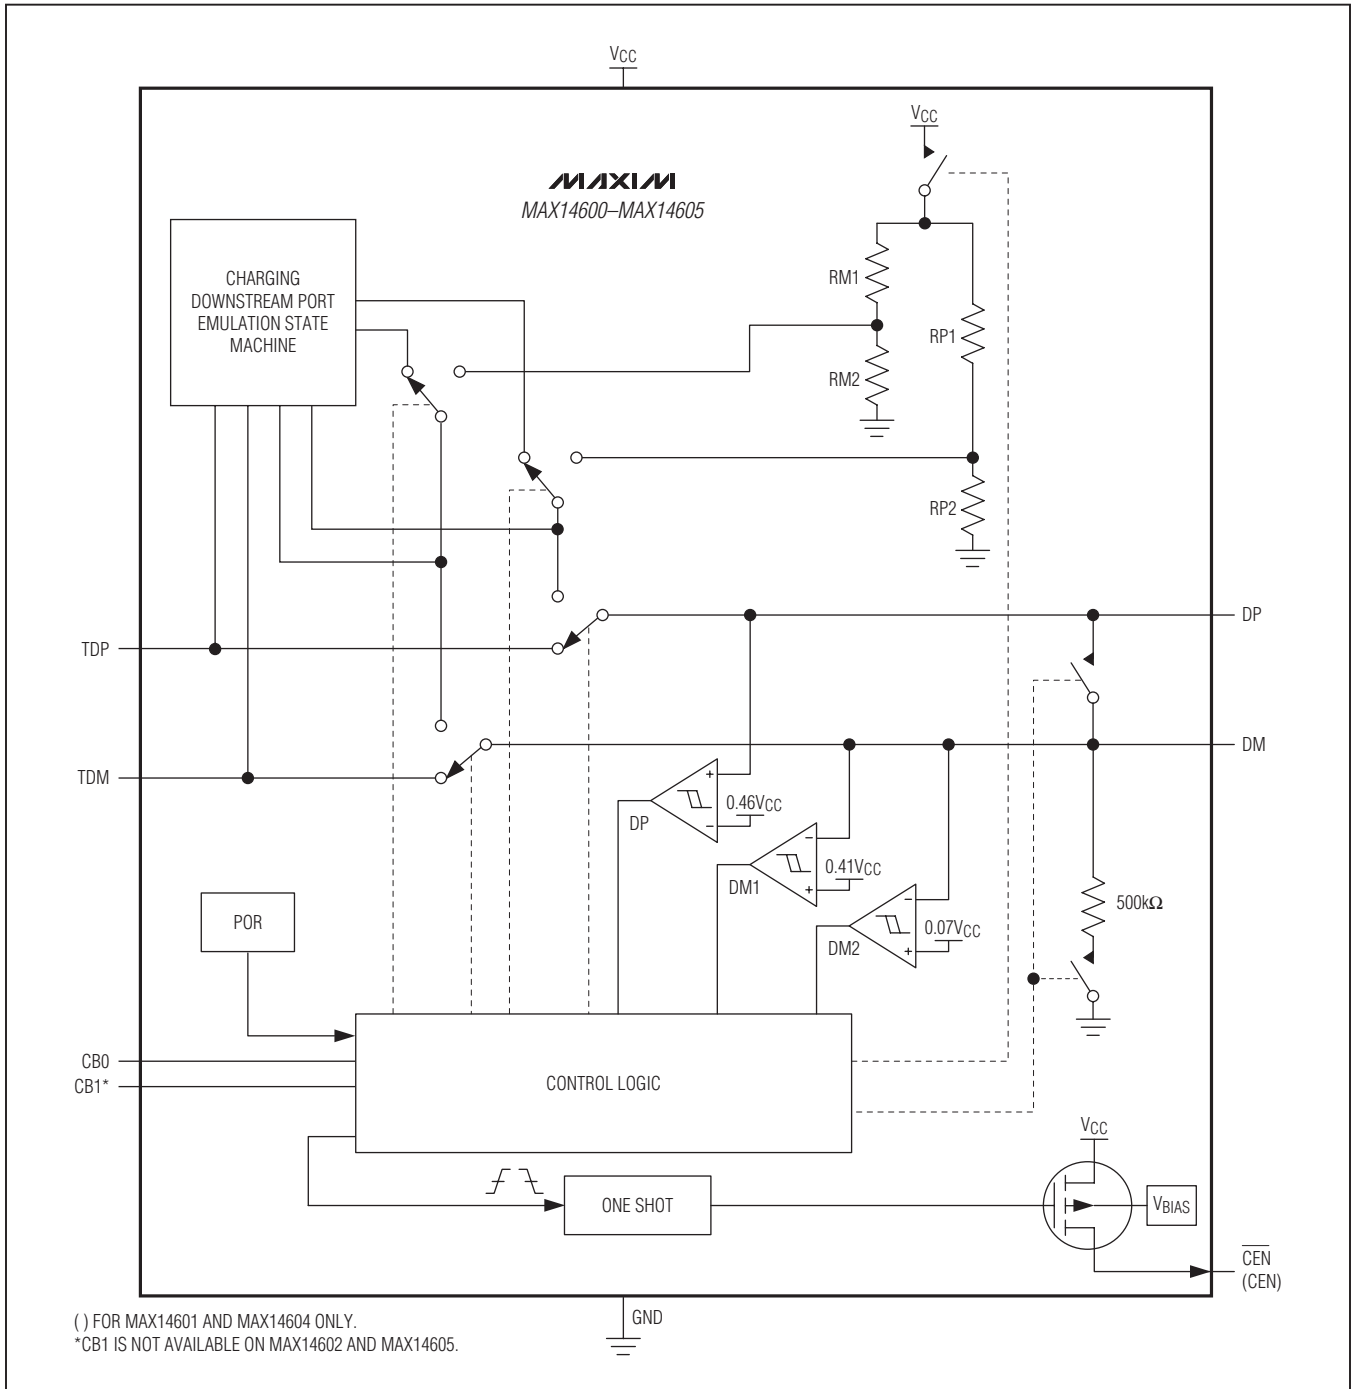 VCC
VCC
MAXIM
MAX14600–MAX14605
CHARGING
DOWNSTREAM PORT
EMULATION STATE
MACHINE
RM1
RP1
RM2
RP2
TDP
DP
TDM
DM
+
0.46VCC
–
DP
–
0.41VCC
+
DM1
–
0.07VCC
+
DM2
500kΩ
POR
CB0
CB1*
CONTROL LOGIC
VCC
ONE SHOT
VBIAS
CEN
(CEN)
GND
( ) FOR MAX14601 AND MAX14604 ONLY.
*CB1 IS NOT AVAILABLE ON MAX14602 AND MAX14605.